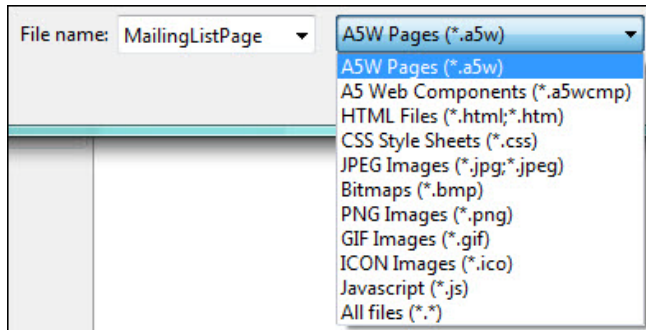 File name: MailingListPage A5W Pages (*.a5w)
A5W Pages (*.a5w)
A5 Web Components (*.a5wcmp)
HTML Files (*.html;*.htm)
CSS Style Sheets (*.css)
JPEG Images (*.jpg;*.jpeg)
Bitmaps (*.bmp)
PNG Images (*.png)
GIF Images (*.gif)
ICON Images (*.ico)
Javascript (*.js)
All files (*.*)